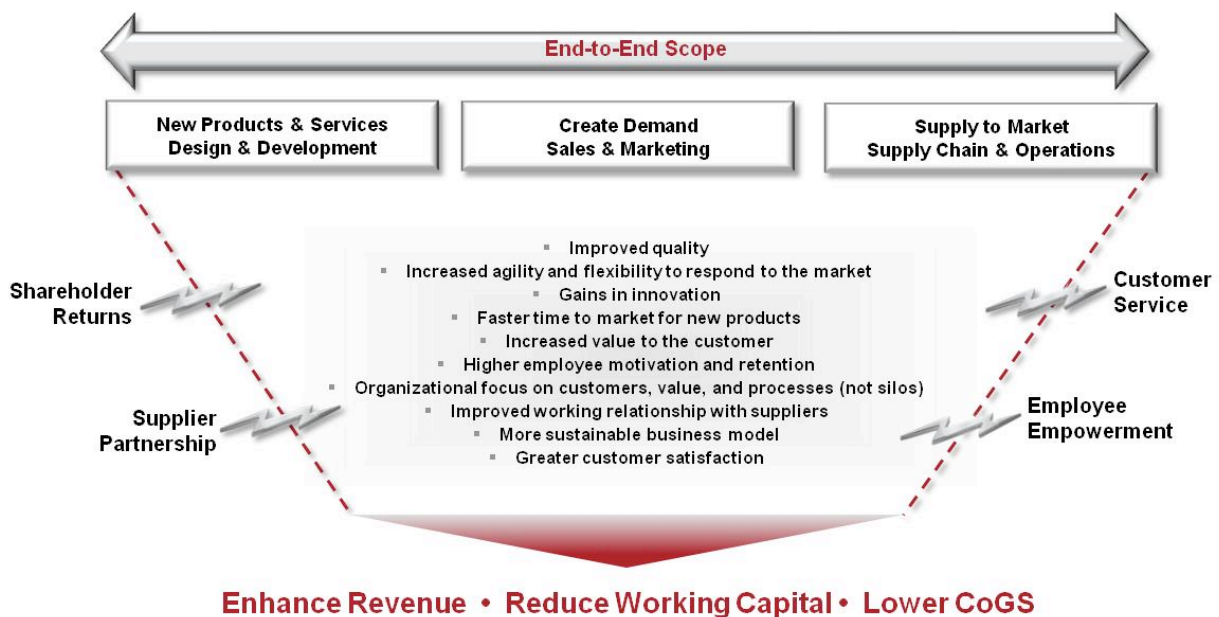 End-to-End Scope
New Products & Services
Design & Development
Create Demand
Sales & Marketing
Supply to Market
Supply Chain & Operations
▪ Improved quality
▪ Increased agility and flexibility to respond to the market
▪ Gains in innovation
▪ Faster time to market for new products
▪ Increased value to the customer
▪ Higher employee motivation and retention
▪ Organizational focus on customers, value, and processes (not silos)
▪ Improved working relationship with suppliers
▪ More sustainable business model
▪ Greater customer satisfaction
Shareholder
Returns
Supplier
Partnership
Customer
Service
Employee
Empowerment
Enhance Revenue • Reduce Working Capital • Lower CoGS